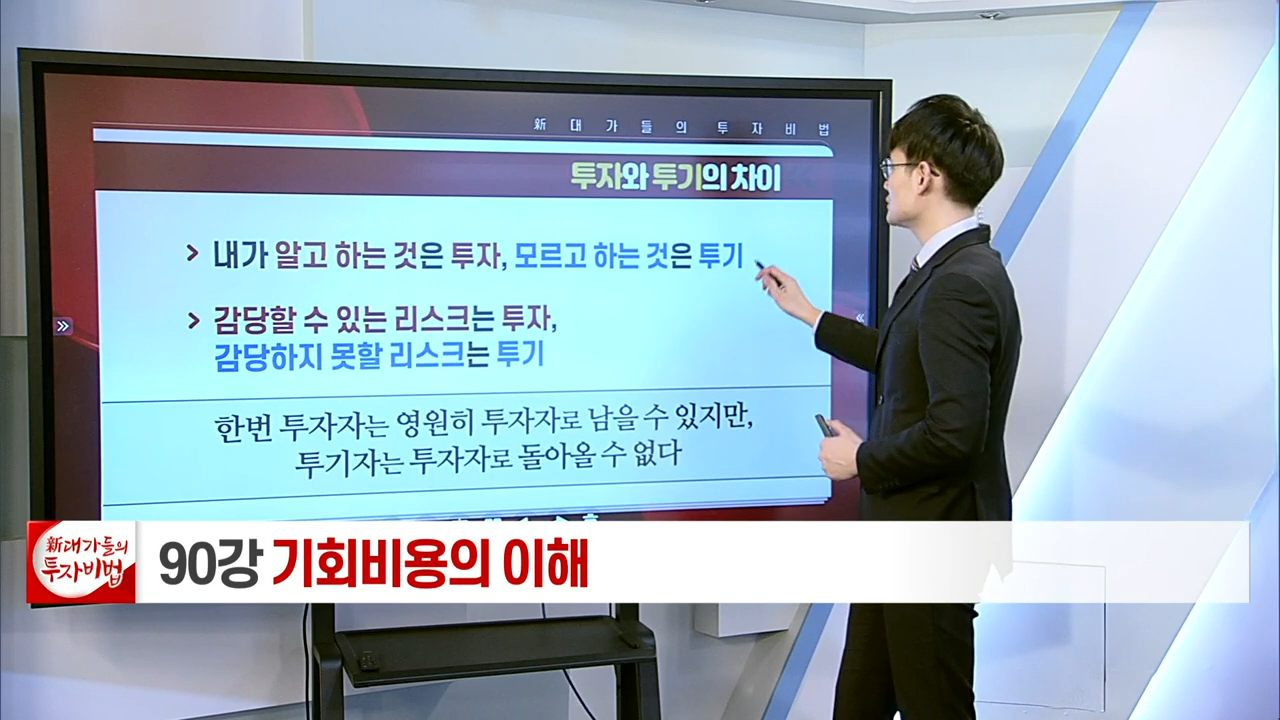 新 대 가 들 의 투 자 비 법
투자와 투기의 차이
내가 알고 하는 것은 투자, 모르고 하는 것은 투기
감당할 수 있는 리스크는 투자,
감당하지 못할 리스크는 투기
한번 투자자는 영원히 투자자로 남을 수 있지만,
투기자는 투자자로 돌아올 수 없다
新대가들의
투자비법
90강 기회비용의 이해